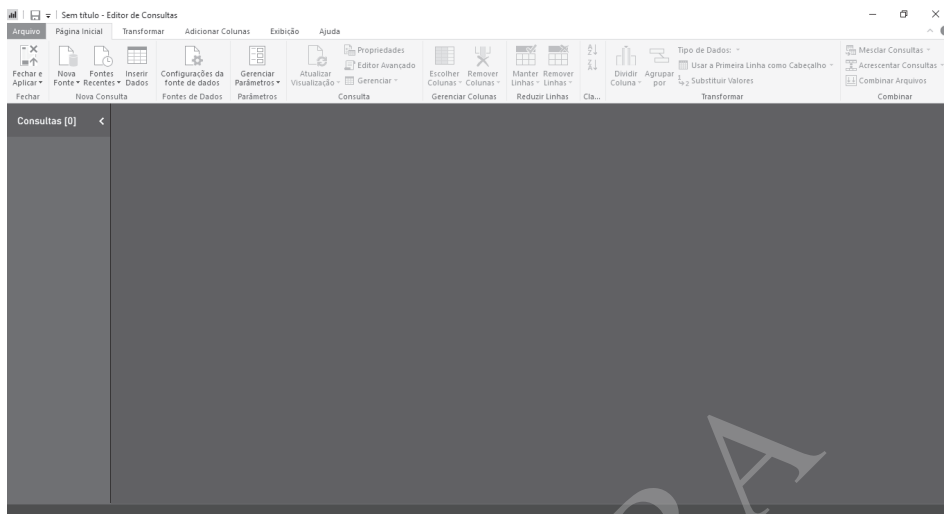 Sem título - Editor de Consultas
Arquivo Página Inicial Transformar Adicionar Colunas Exibição Ajuda
Fechar e Aplicar
Nova Fonte
Fontes Recentes
Inserir Dados
Configurações da fonte de dados
Gerenciar Parâmetros
Atualizar Visualização
Propriedades
Editor Avançado
Gerenciar
Escolher Colunas
Remover Colunas
Manter Linhas
Remover Linhas
Dividir Coluna
Agrupar por
Tipo de Dados:
Usar a Primeira Linha como Cabeçalho
Substituir Valores
Mesclar Consultas
Acrescentar Consultas
Combinar Arquivos
Fechar Nova Consulta Fontes de Dados Parâmetros Consulta Gerenciar Colunas Reduzir Linhas Cla... Transformar Combinar
Consultas [0]